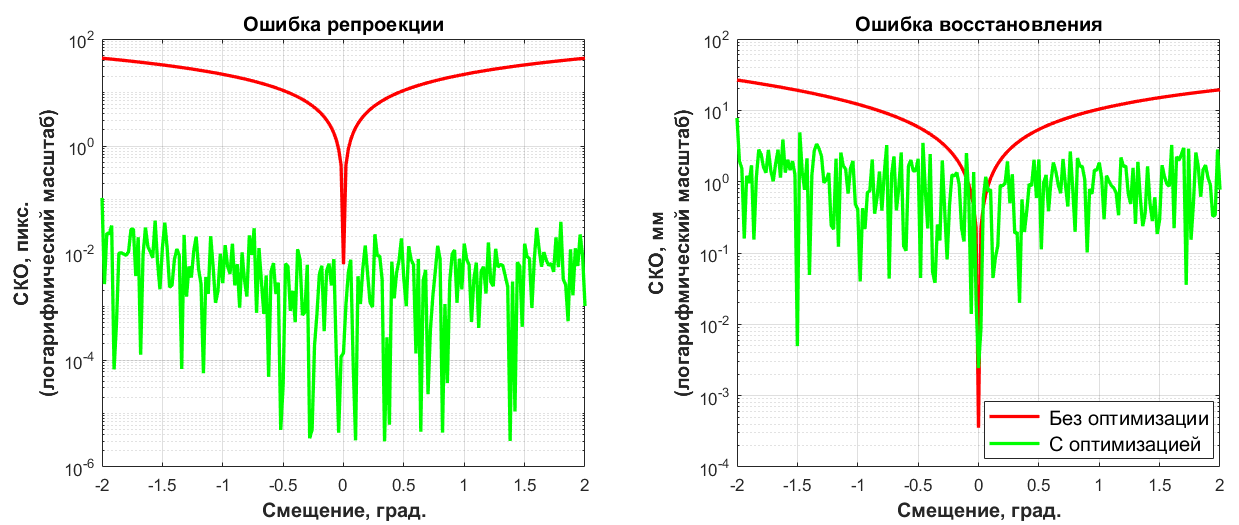 Ошибка репроекции
10^2
10^0
10^-2
10^-4
10^-6
СКО, пикс.
(логарифмический масштаб)
-2 -1.5 -1 -0.5 0 0.5 1 1.5 2
Смещение, град.
Ошибка восстановления
10^2
10^1
10^0
10^-1
10^-2
10^-3
10^-4
СКО, мм
(логарифмический масштаб)
Без оптимизации
С оптимизацией
-2 -1.5 -1 -0.5 0 0.5 1 1.5 2
Смещение, град.